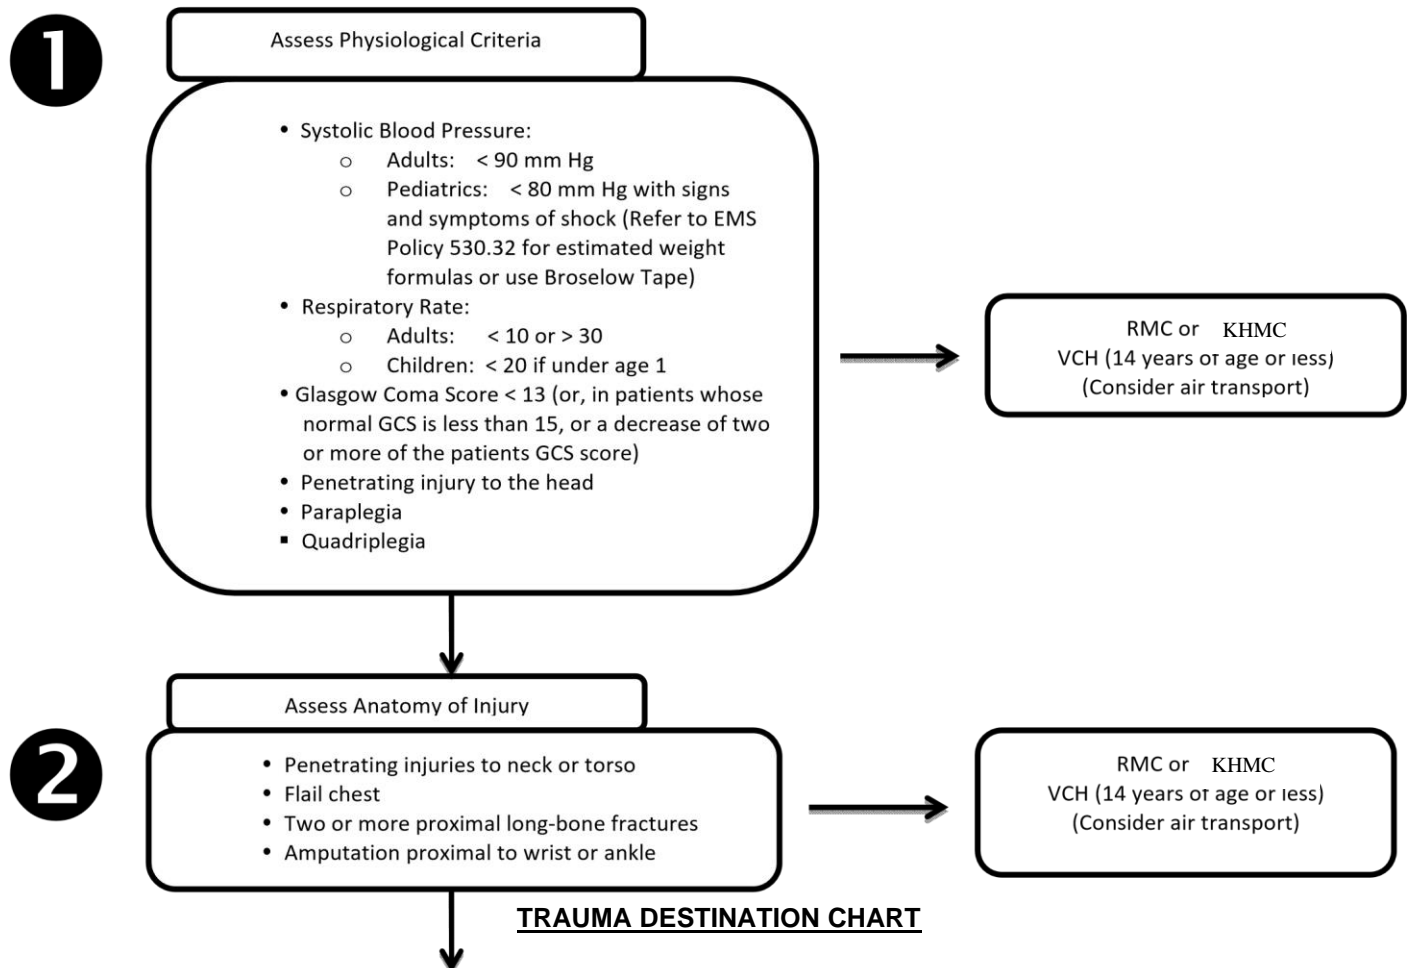 1
Assess Physiological Criteria
• Systolic Blood Pressure:
o Adults: < 90 mm Hg
o Pediatrics: < 80 mm Hg with signs
and symptoms of shock (Refer to EMS
Policy 530.32 for estimated weight
formulas or use Broselow Tape)
• Respiratory Rate:
o Adults: < 10 or > 30
o Children: < 20 if under age 1
• Glasgow Coma Score < 13 (or, in patients whose
normal GCS is less than 15, or a decrease of two
or more of the patients GCS score)
• Penetrating injury to the head
• Paraplegia
▪ Quadriplegia
RMC or KHMC
VCH (14 years of age or less)
(Consider air transport)
2
Assess Anatomy of Injury
• Penetrating injuries to neck or torso
• Flail chest
• Two or more proximal long-bone fractures
• Amputation proximal to wrist or ankle
RMC or KHMC
VCH (14 years of age or less)
(Consider air transport)
TRAUMA DESTINATION CHART